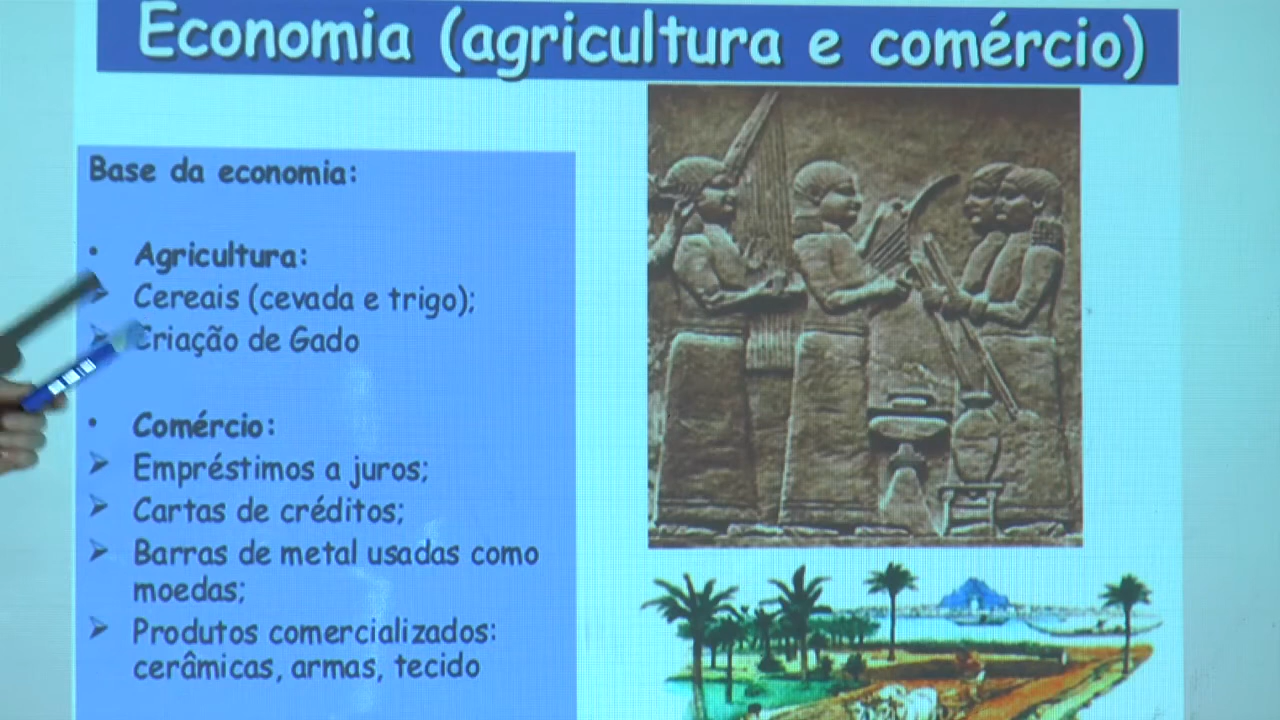 Economia (agricultura e comércio)
Base da economia:
• Agricultura:
➤ Cereais (cevada e trigo);
➤ Criação de Gado
• Comércio:
➤ Empréstimos a juros;
➤ Cartas de créditos;
➤ Barras de metal usadas como
moedas;
➤ Produtos comercializados:
cerâmicas, armas, tecido